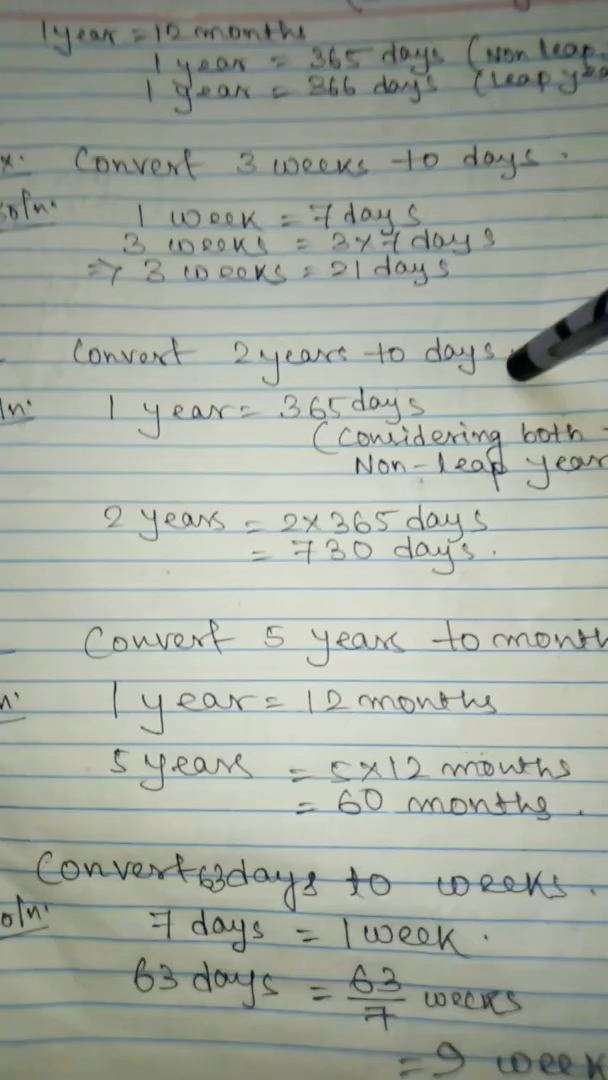 1 year = 12 months
1 year = 365 days (Non leap
1 year = 366 days (leap yea
x. Convert 3 weeks to days.
soln. 1 week = 7 days
3 weeks = 3×7 days
=> 3 weeks = 21 days
Convert 2 years to days.
ln. 1 year = 365 days
(Considering both
Non-leap year
2 years = 2×365 days
= 730 days.
Convert 5 years to month
n. 1 year = 12 months
5 years = 5×12 months
= 60 months.
Convert 63 days to weeks.
oln. 7 days = 1 week.
63 days = 63/7 weeks
= 9 week